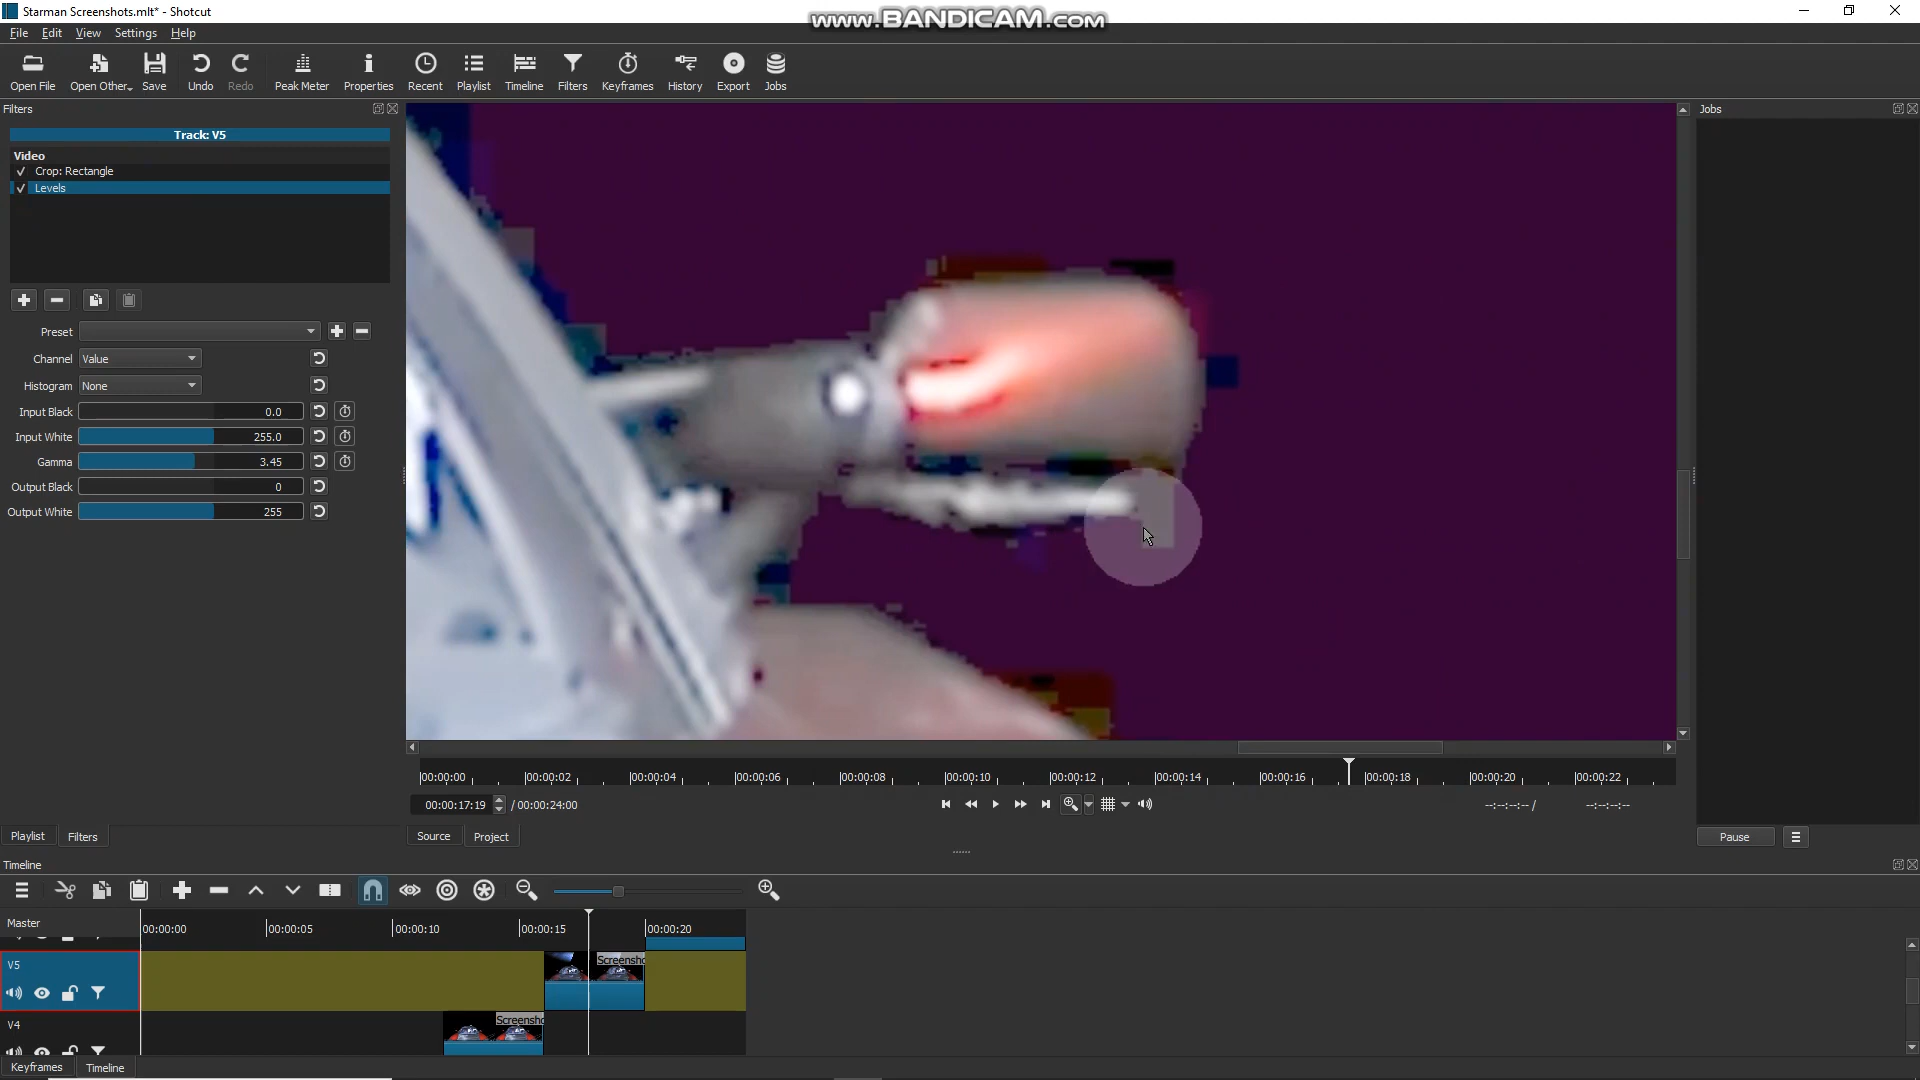 Starman Screenshots.mlt* - Shotcut
www.BANDICAM.com
File Edit View Settings Help
Open File Open Other Save Undo Redo Peak Meter Properties Recent Playlist Timeline Filters Keyframes History Export Jobs
Filters
Jobs
Track: V5
Video
Crop: Rectangle
Levels
Preset
Channel Value
Histogram None
Input Black 0.0
Input White 255.0
Gamma 3.45
Output Black 0
Output White 255
00:00:00 00:00:02 00:00:04 00:00:06 00:00:08 00:00:10 00:00:12 00:00:14 00:00:16 00:00:18 00:00:20 00:00:22
00:00:17:19 / 00:00:24:00
--:--:--:-- / --:--:--:--
Playlist Filters
Source Project
Pause
Timeline
Master
00:00:00 00:00:05 00:00:10 00:00:15 00:00:20
V5
Screensho
V4
Screensho
Keyframes Timeline